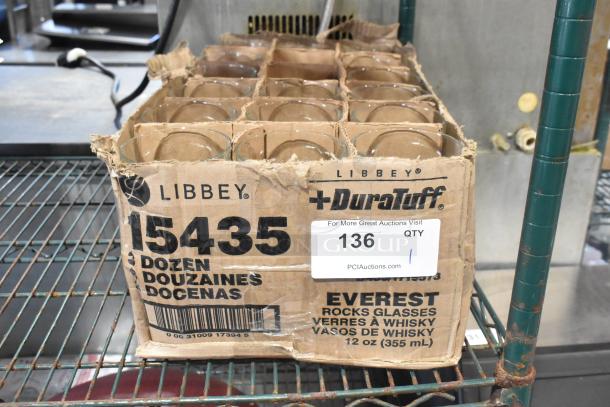 LIBBEY®
LIBBEY®
+DuraTuff®
15435
DOZEN
DOUZAINES
DOCENAS
For More Great Auctions Visit
136
QTY
1
PCIAuctions.com
EVEREST
ROCKS GLASSES
VERRES À WHISKY
VASOS DE WHISKY
12 oz (355 mL)